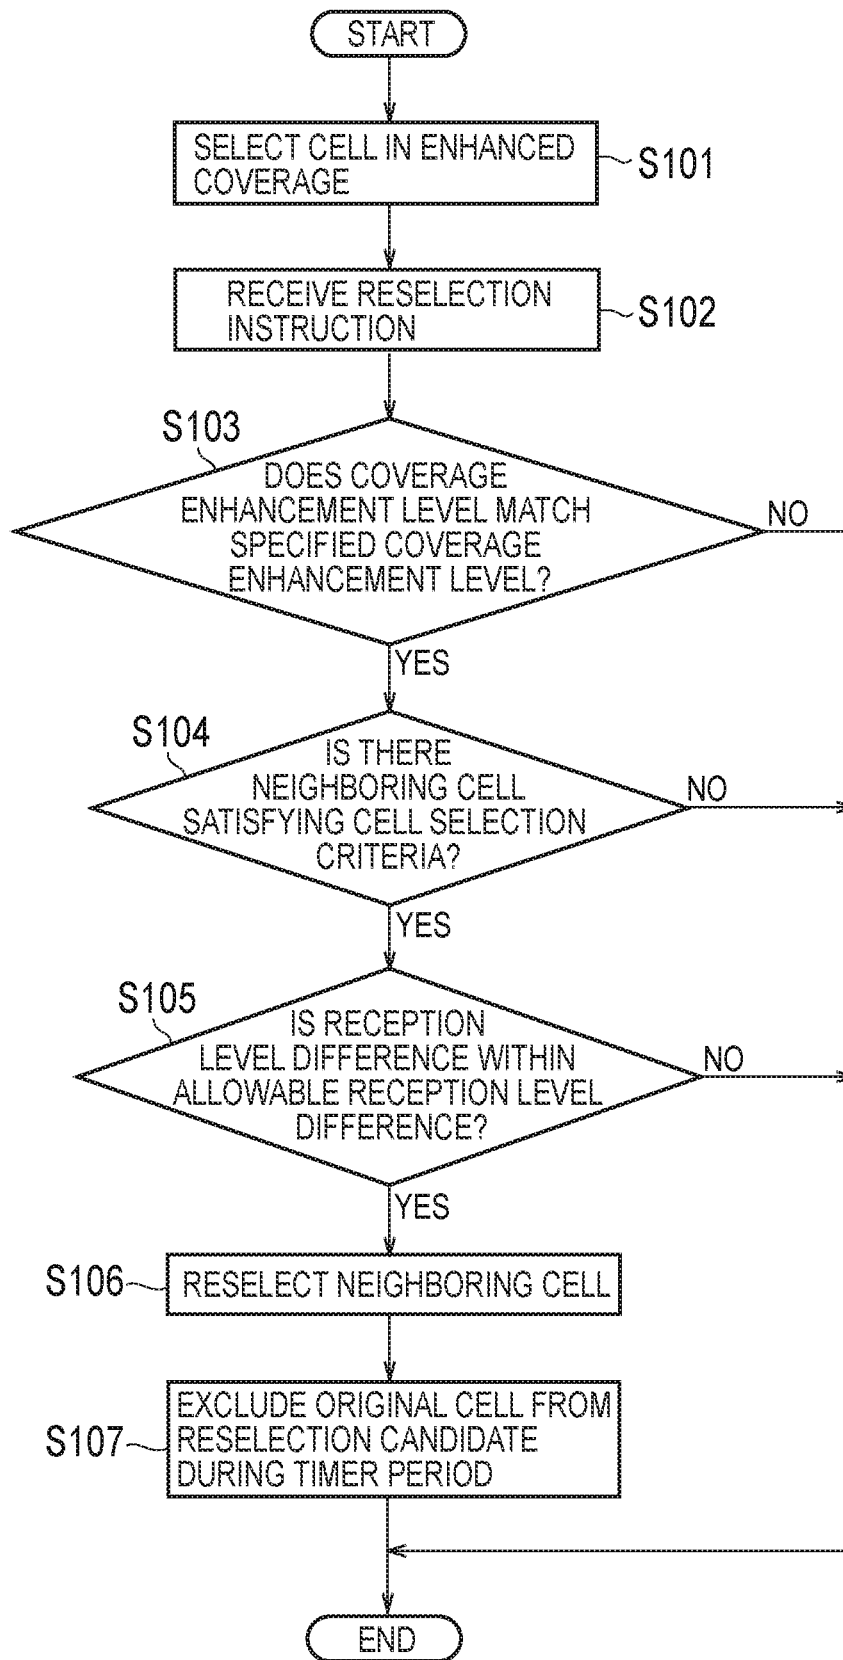 START
SELECT CELL IN ENHANCED
COVERAGE
S101
RECEIVE RESELECTION
INSTRUCTION
S102
S103
DOES COVERAGE
ENHANCEMENT LEVEL MATCH
SPECIFIED COVERAGE
ENHANCEMENT LEVEL?
NO
YES
S104
IS THERE
NEIGHBORING CELL
SATISFYING CELL SELECTION
CRITERIA?
NO
YES
S105
IS RECEPTION
LEVEL DIFFERENCE WITHIN
ALLOWABLE RECEPTION LEVEL
DIFFERENCE?
NO
YES
S106
RESELECT NEIGHBORING CELL
S107
EXCLUDE ORIGINAL CELL FROM
RESELECTION CANDIDATE
DURING TIMER PERIOD
END